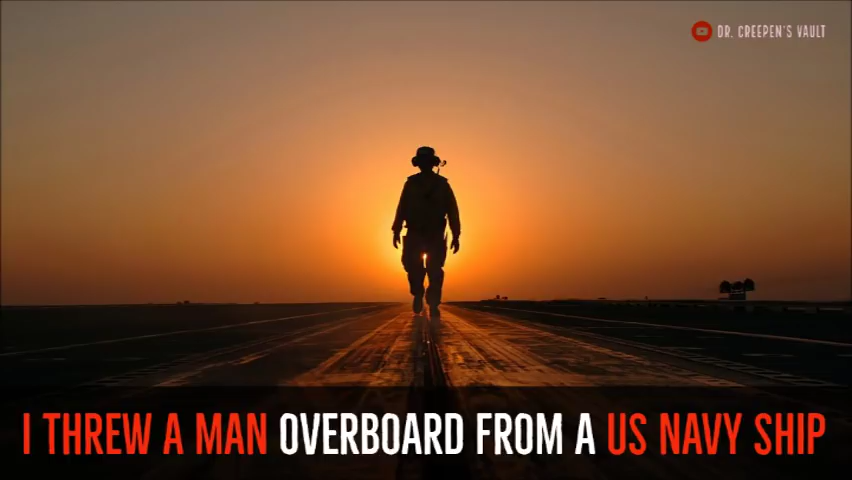 DR. CREEPEN'S VAULT
I THREW A MAN OVERBOARD FROM A US NAVY SHIP